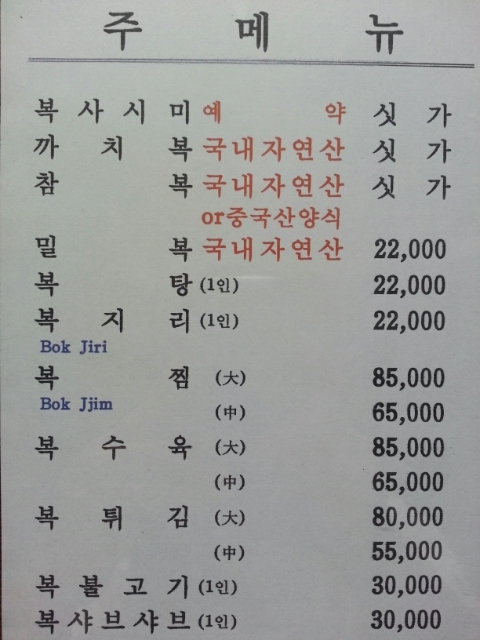 주 메 뉴
복 사 시 미 예 약 싯 가
까 치 복 국내자연산 싯 가
참 복 국내자연산 싯 가
or중국산양식
밀 복 국내자연산 22,000
복 탕 (1인) 22,000
복 지 리 (1인) 22,000
Bok Jiri
복 찜 (大) 85,000
Bok Jjim (中) 65,000
복 수 육 (大) 85,000
(中) 65,000
복 튀 김 (大) 80,000
(中) 55,000
복 불 고 기 (1인) 30,000
복 샤 브 샤 브 (1인) 30,000